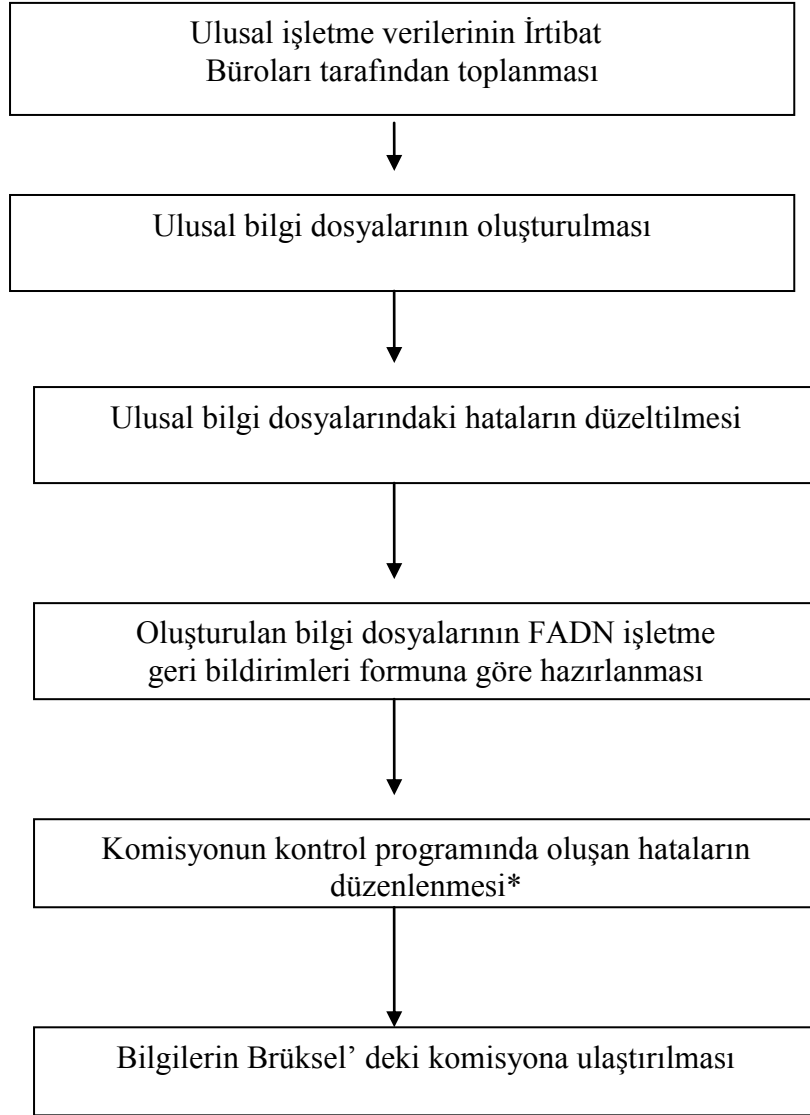 Ulusal işletme verilerinin İrtibat
Büroları tarafından toplanması
Ulusal bilgi dosyalarının oluşturulması
Ulusal bilgi dosyalarındaki hataların düzeltilmesi
Oluşturulan bilgi dosyalarının FADN işletme
geri bildirimleri formuna göre hazırlanması
Komisyonun kontrol programında oluşan hataların
düzenlenmesi*
Bilgilerin Brüksel’ deki komisyona ulaştırılması